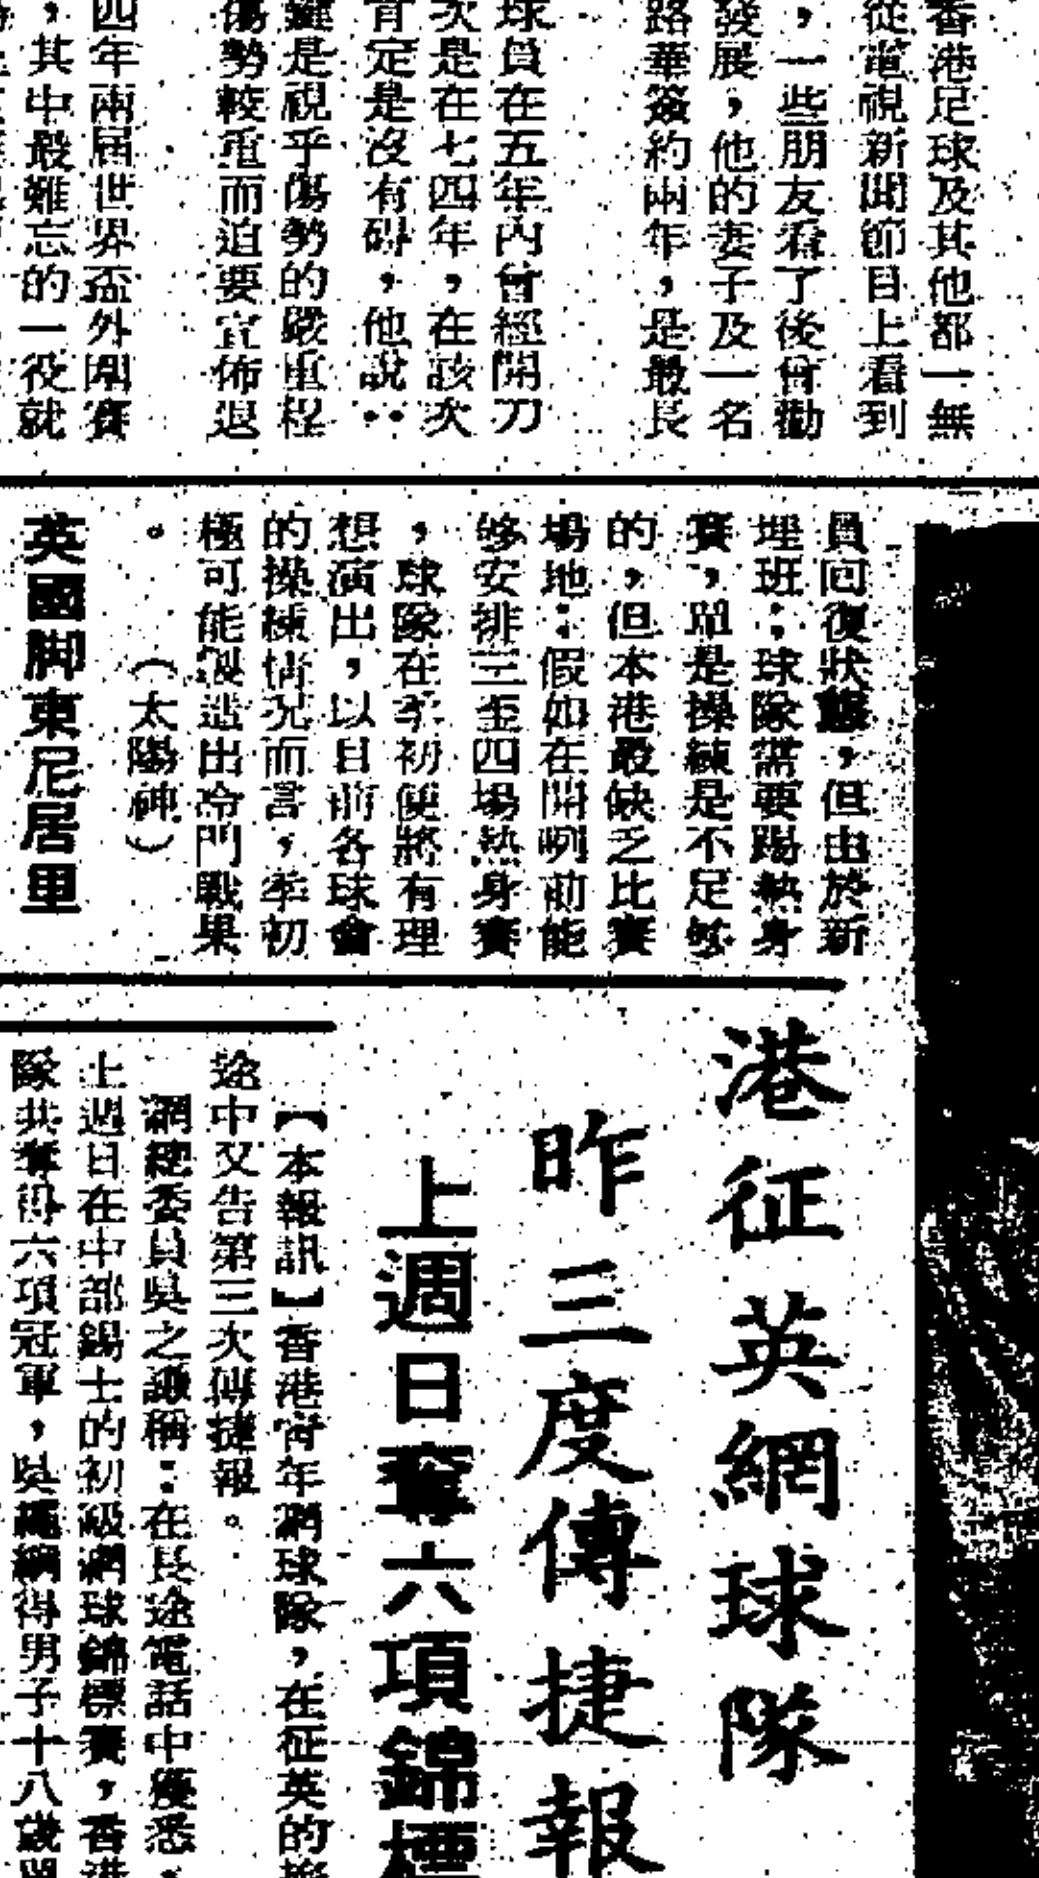 香港足球及其他都一無
從電視新聞節目上看到
，一些朋友看了後曾勸
發展，他的妻子及一名
路華簽約兩年，是最長
球員在五年內曾經開刀
次是在七四年，在該次
肯定是沒有碍，他說：
鍵是視乎傷勢的嚴重程
傷勢較重而迫要宣佈退
四年兩屆世界盃外圍賽
，其中最難忘的一役就
員回復狀態，但由於新
埋班；球隊需要踢熱身
賽，單是操練是不足够
的，但本港最缺乏比賽
場地；假如在開咧前能
够安排三至四場熱身賽
，球隊在季初便將有理
想演出，以目前各球會
的操練情况而言，季初
極可能製造出冷門戰果
。　　（太陽神）
英國脚東尼居里
港征英網球隊
昨三度傳捷報
上週日奪六項錦標
【本報訊】香港青年網球隊，在征英的旅
途中又告第三次傳捷報。
網總委員吳之謙稱：在長途電話中獲悉，
上週日在中部錫士的初級網球錦標賽，香港
隊共奪得六項冠軍，吳繩網得男子十八歲單